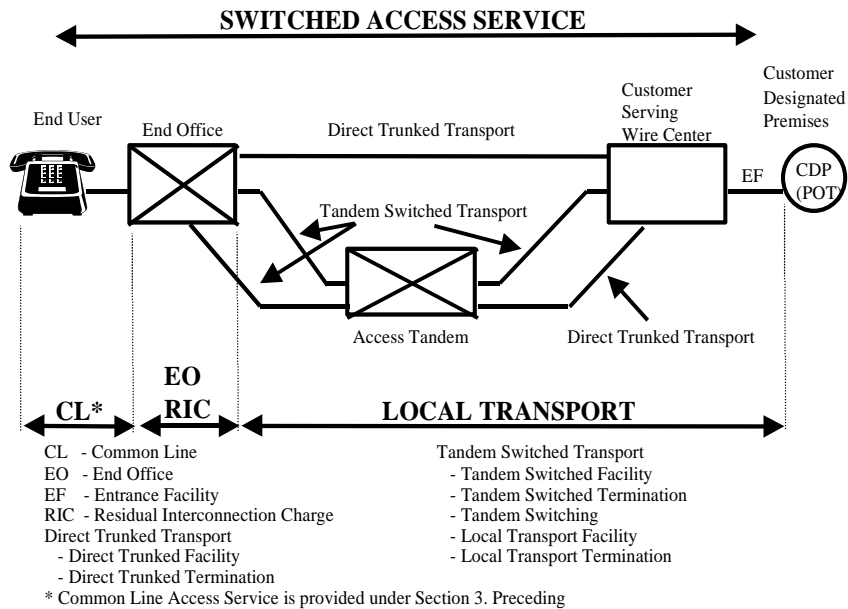 SWITCHED ACCESS SERVICE
Customer
Designated
Premises
Customer
Serving
Wire Center
End User
End Office
Direct Trunked Transport
EF
CDP
(POT)
Tandem Switched Transport
Access Tandem
Direct Trunked Transport
EO
RIC
CL*
LOCAL TRANSPORT
CL - Common Line
EO - End Office
EF - Entrance Facility
RIC - Residual Interconnection Charge
Direct Trunked Transport
- Direct Trunked Facility
- Direct Trunked Termination
Tandem Switched Transport
- Tandem Switched Facility
- Tandem Switched Termination
- Tandem Switching
- Local Transport Facility
- Local Transport Termination
* Common Line Access Service is provided under Section 3. Preceding